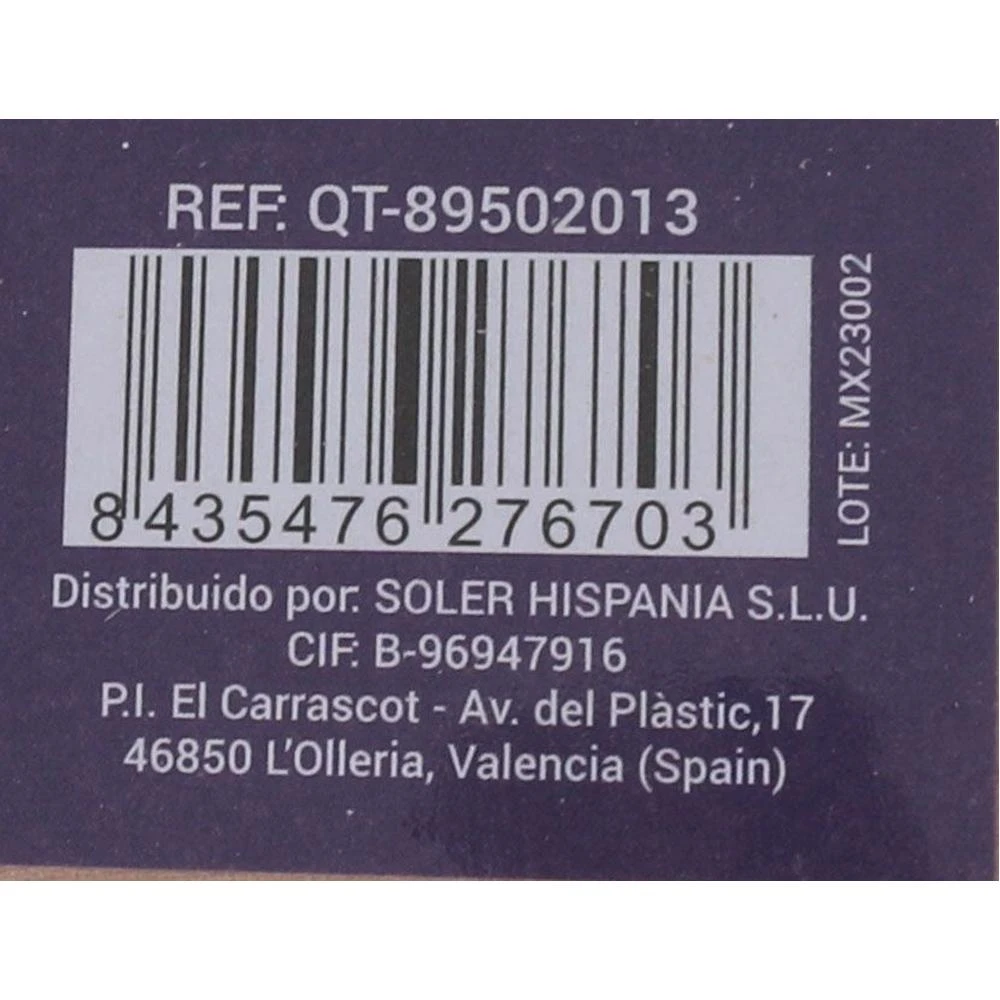 REF: QT-89502013
8 435476 276703
LOTE: MX23002
Distribuido por: SOLER HISPANIA S.L.U.
CIF: B-96947916
P.I. El Carrascot - Av. del Plàstic,17
46850 L'Olleria, Valencia (Spain)